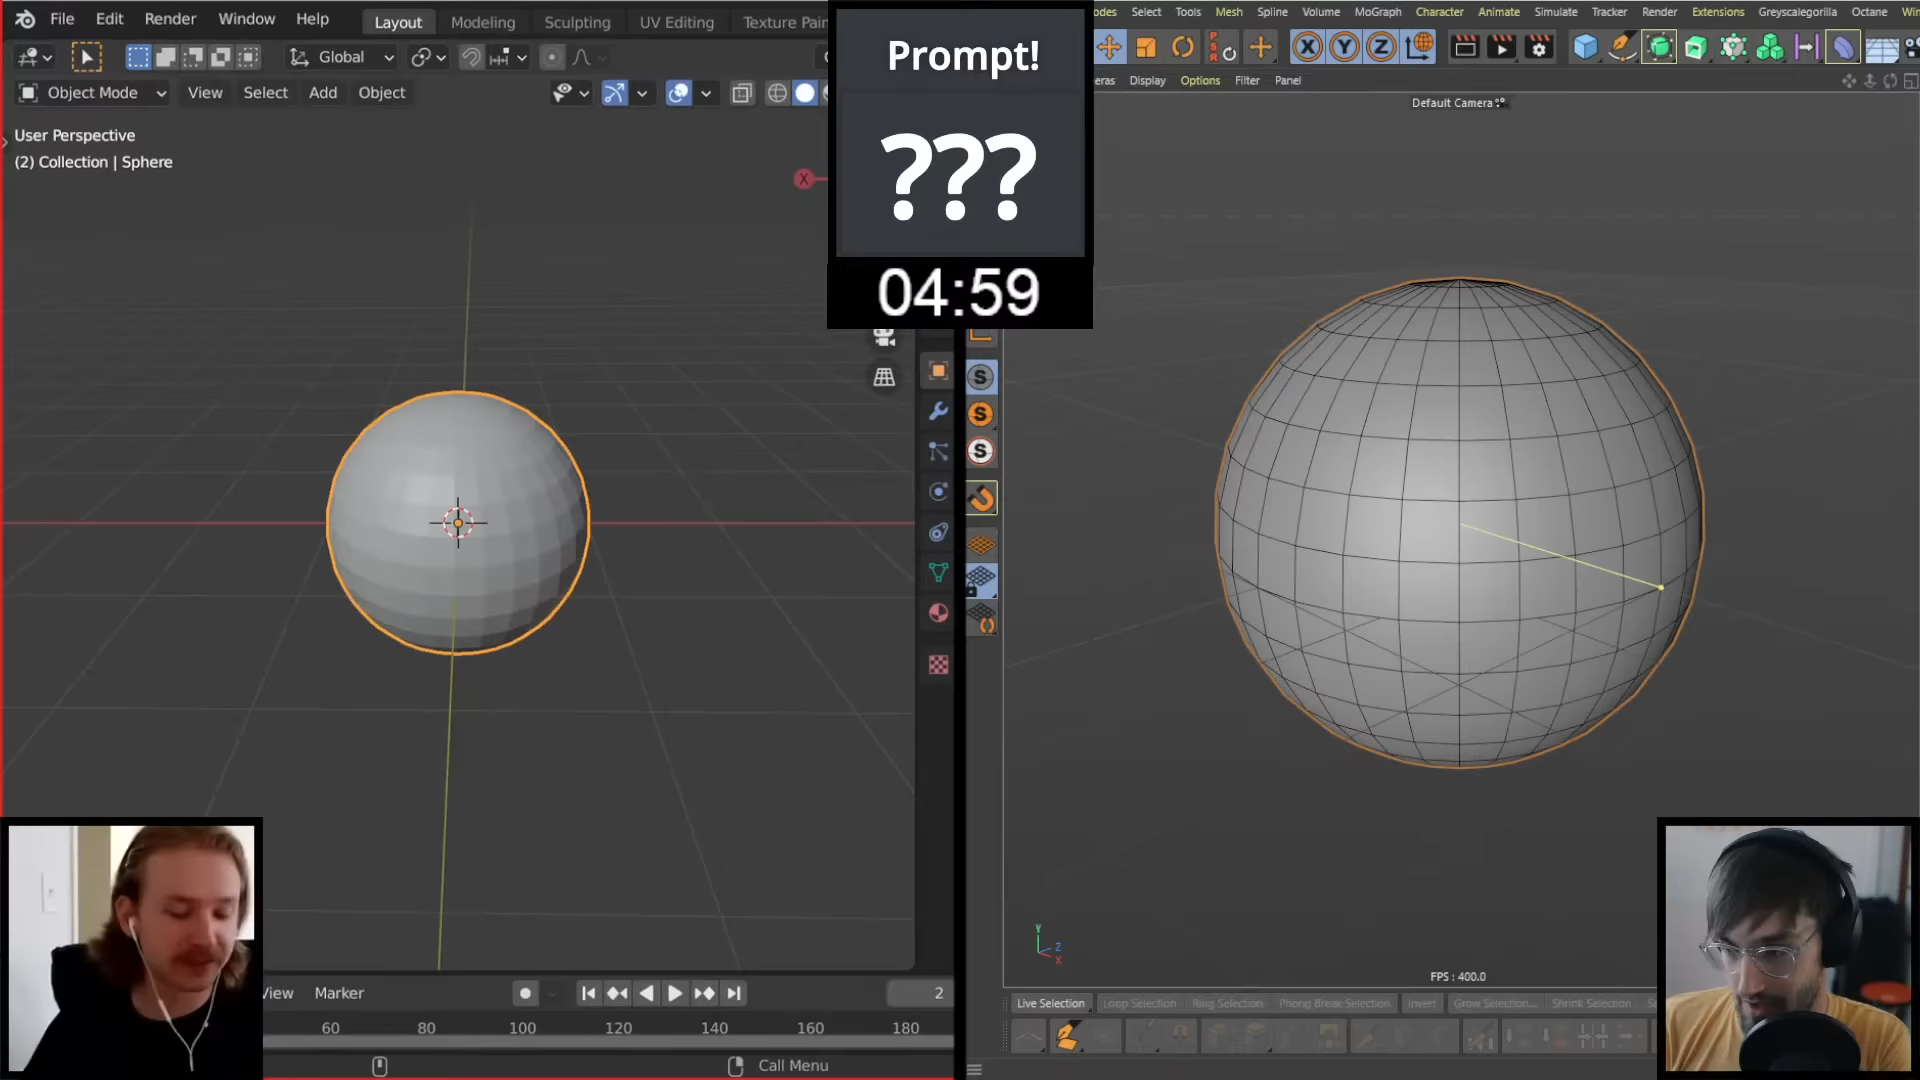 File Edit Render Window Help Layout Modeling Sculpting UV Editing Texture Pain
Global
Object Mode View Select Add Object
User Perspective
(2) Collection | Sphere
X
Prompt!
???
04:59
odes Select Tools Mesh Spline Volume MoGraph Character Animate Simulate Tracker Render Extensions Greyscalegorilla Octane Win
PSR
X Y Z
eras Display Options Filter Panel
Default Camera
S
S
S
Y
Z
X
FPS : 400.0
View Marker
2
60 80 100 120 140 160 180
Call Menu
Live Selection Loop Selection Ring Selection Phong Break Selection Invert Grow Selection... Shrink Selection Se